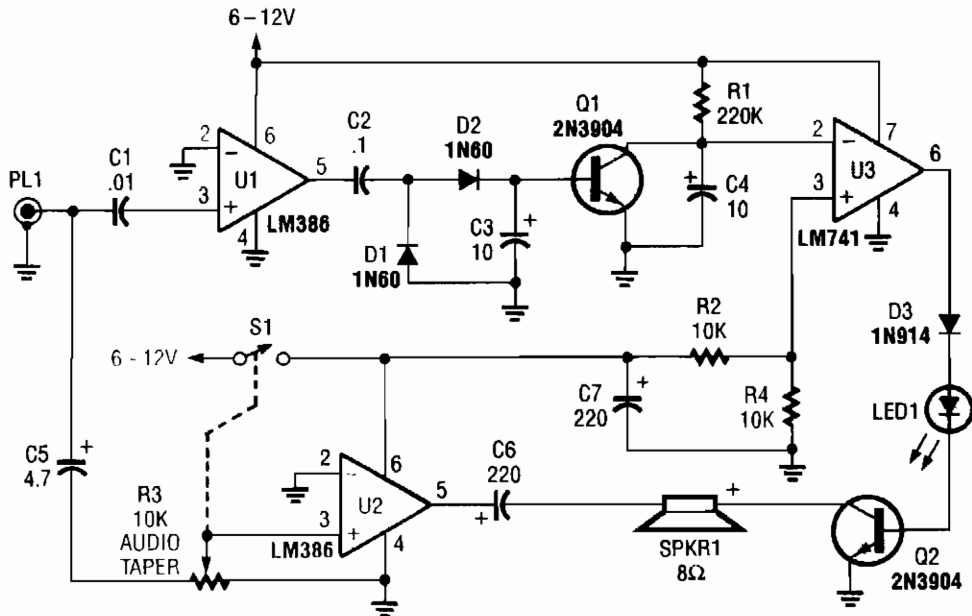 6-12V
PL1
C1
.01
2
6
-
U1
3
+
4
5
LM386
C2
.1
D2
1N60
D1
1N60
C3
10
+
Q1
2N3904
R1
220K
+
C4
10
2
7
-
U3
3
+
4
6
LM741
D3
1N914
LED1
S1
6-12V
R2
10K
C7
220
+
R4
10K
C5
4.7
+
R3
10K
AUDIO
TAPER
2
6
-
U2
3
+
4
5
LM386
C6
220
+
SPKR1
8Ω
+
Q2
2N3904